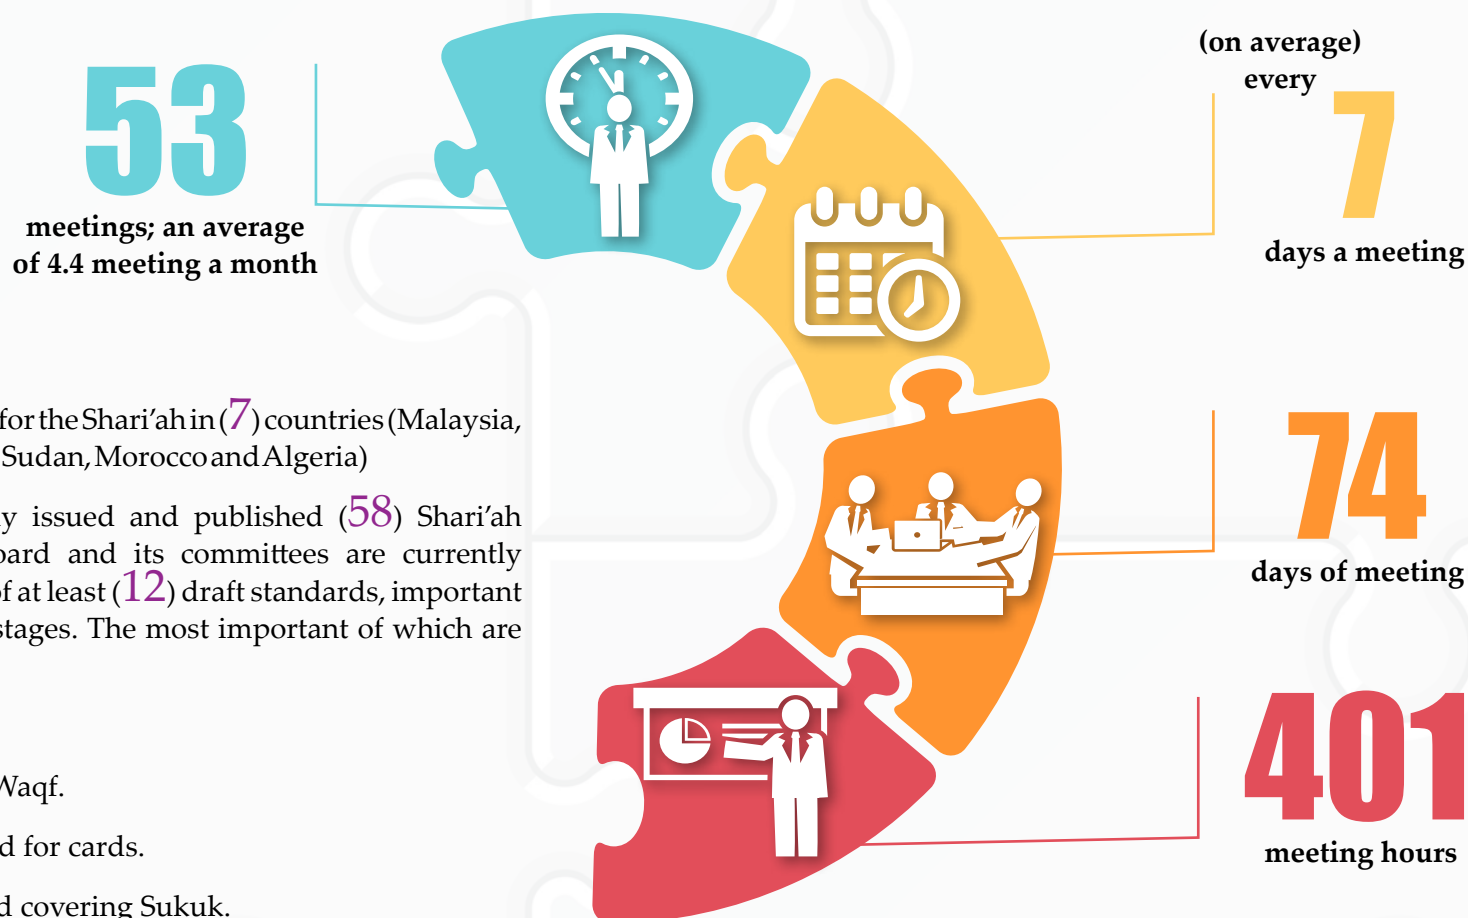 53
meetings; an average
of 4.4 meeting a month
(on average)
every
7
days a meeting
74
days of meeting
401
meeting hours
for the Shari'ah in (7) countries (Malaysia,
Sudan, Morocco and Algeria)
issued and published (58) Shari'ah
and its committees are currently
of at least (12) draft standards, important
stages. The most important of which are
Waqf.
for cards.
covering Sukuk.